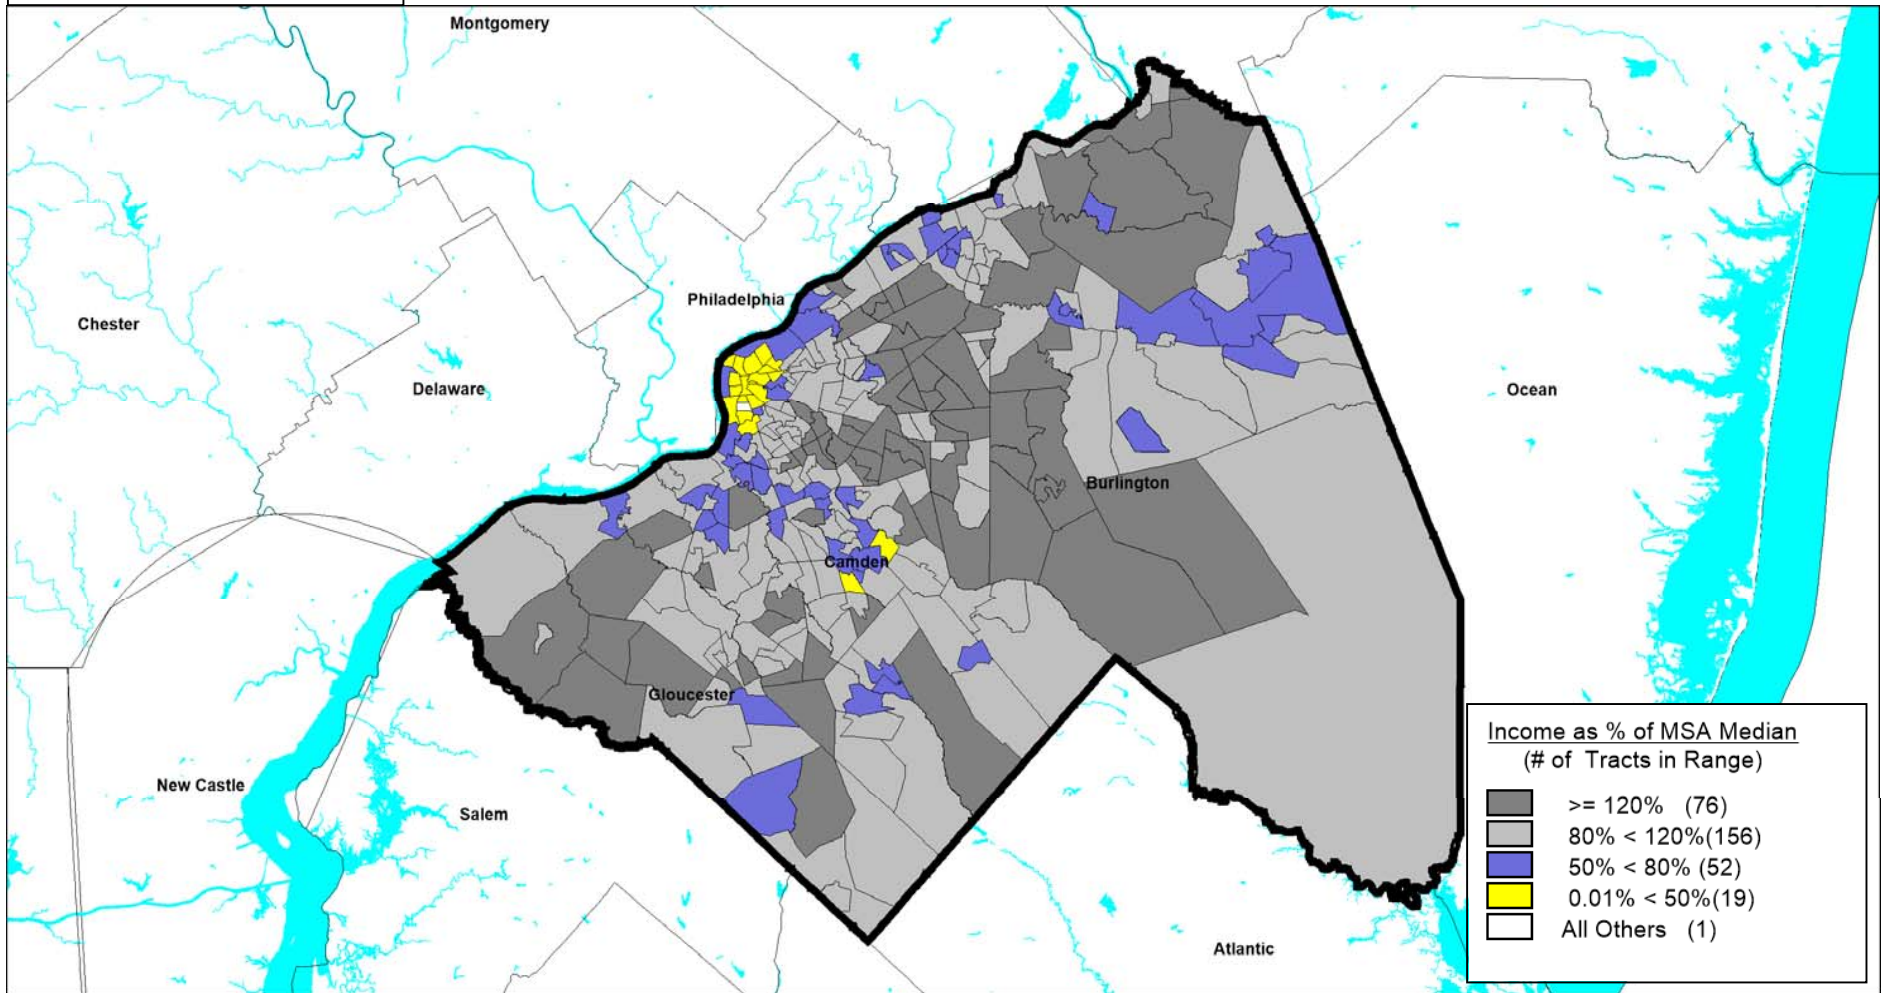 Montgomery
Philadelphia
Chester
Delaware
Ocean
Burlington
Camden
Gloucester
New Castle
Salem
Atlantic
Income as % of MSA Median
(# of Tracts in Range)
>= 120% (76)
80% < 120%(156)
50% < 80% (52)
0.01% < 50%(19)
All Others (1)